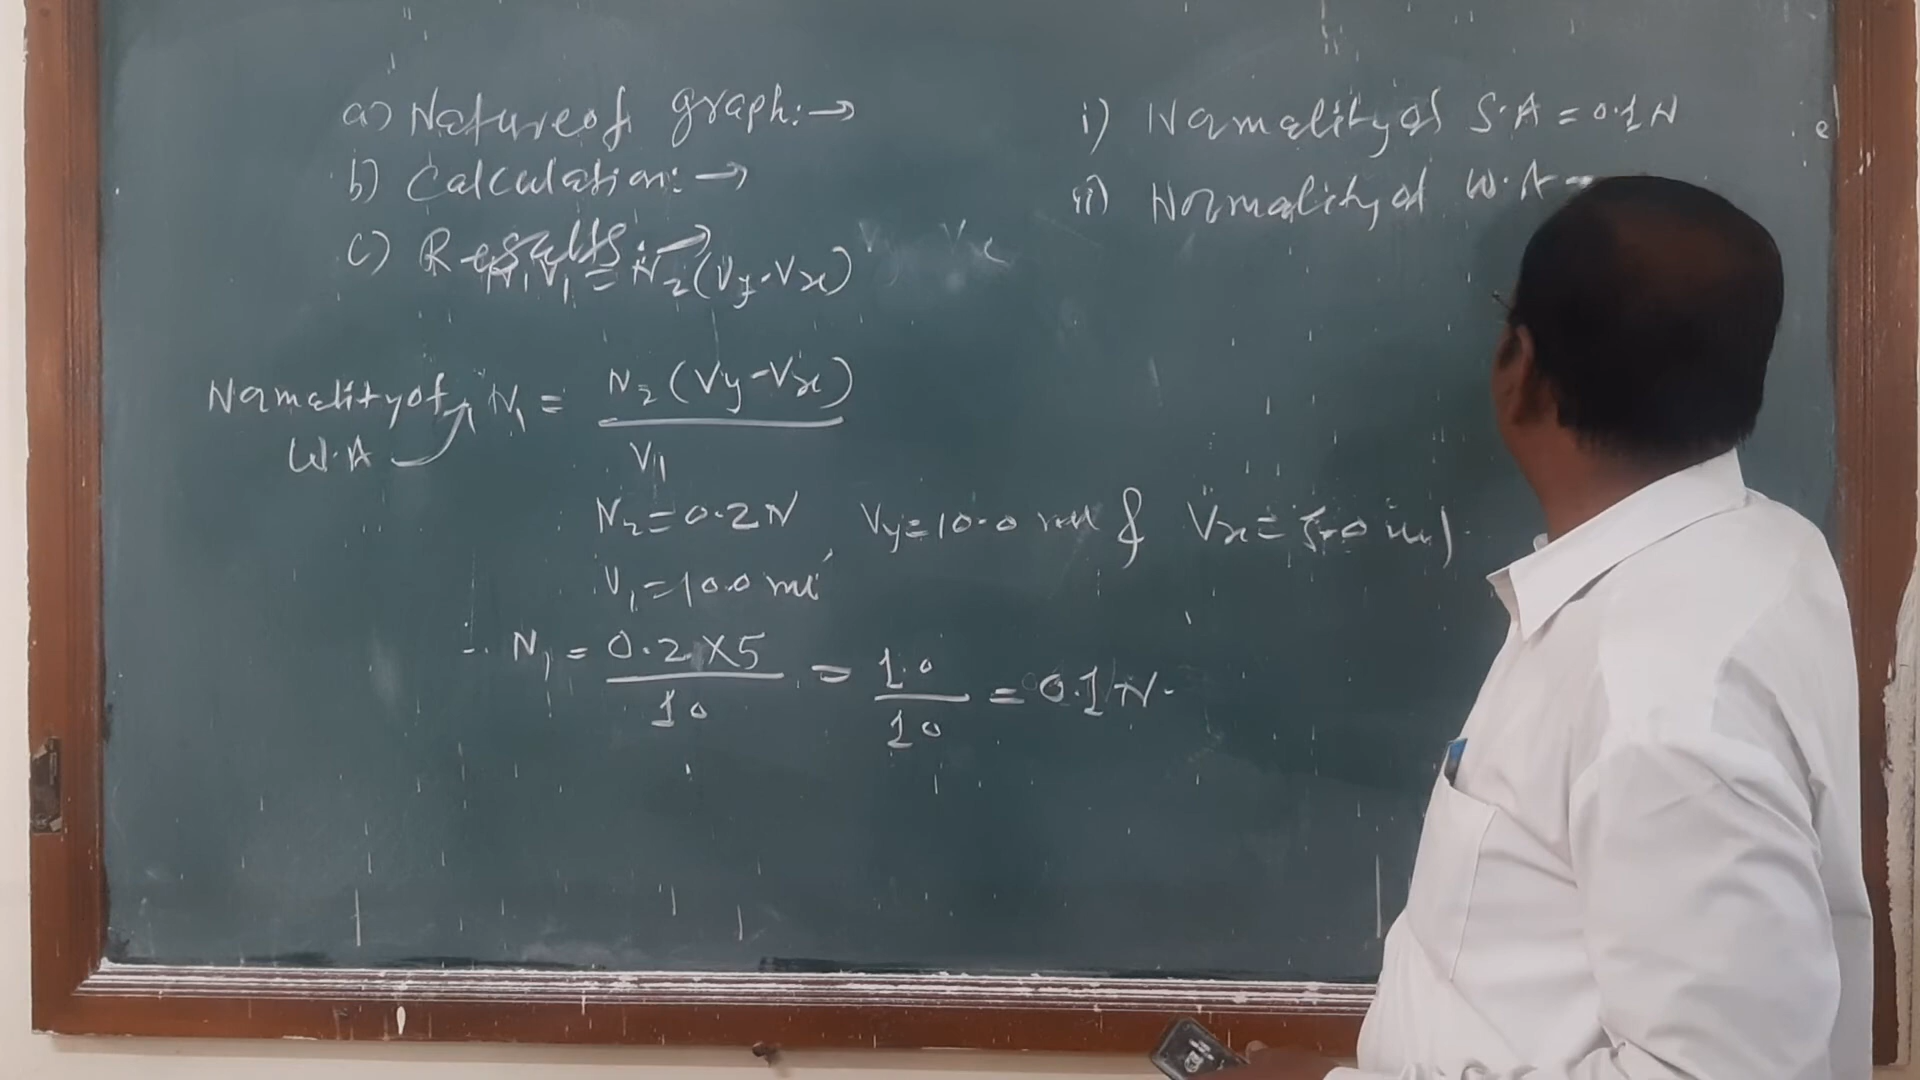 a) Nature of graph:→
b) Calculation:→
c) Results:→
N₁V₁ = N₂(Vy-Vx)
Normality of W.A N₁ = N₂(Vy-Vx) / V₁
N₂=0.2N Vy=10.0 ml & Vx=5.0 ml
V₁=10.0 ml
∴ N₁ = 0.2X5 / 10 = 1.0 / 10 = 0.1N.
i) Normality of S.A = 0.1N
ii) Normality of W.A =